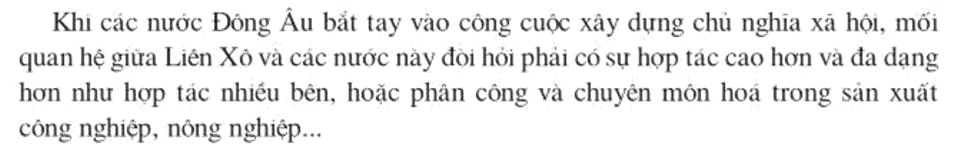 Khi các nước Đông Âu bắt tay vào công cuộc xây dựng chủ nghĩa xã hội, mối
quan hệ giữa Liên Xô và các nước này đòi hỏi phải có sự hợp tác cao hơn và đa dạng
hơn như hợp tác nhiều bên, hoặc phân công và chuyên môn hoá trong sản xuất
công nghiệp, nông nghiệp...